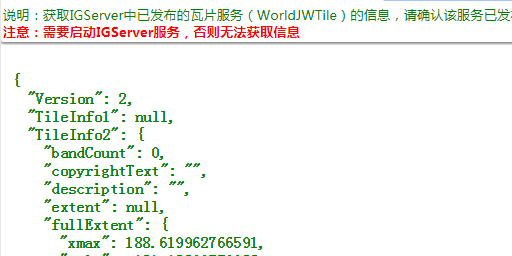 说明：获取IGServer中已发布的瓦片服务（WorldJWTile）的信息，请确认该服务已发
注意：需要启动IGServer服务，否则无法获取信息
{
"Version": 2,
"TileInfo1": null,
"TileInfo2": {
"bandCount": 0,
"copyrightText": "",
"description": "",
"extent": null,
"fullExtent": {
"xmax": 188.619962766591,